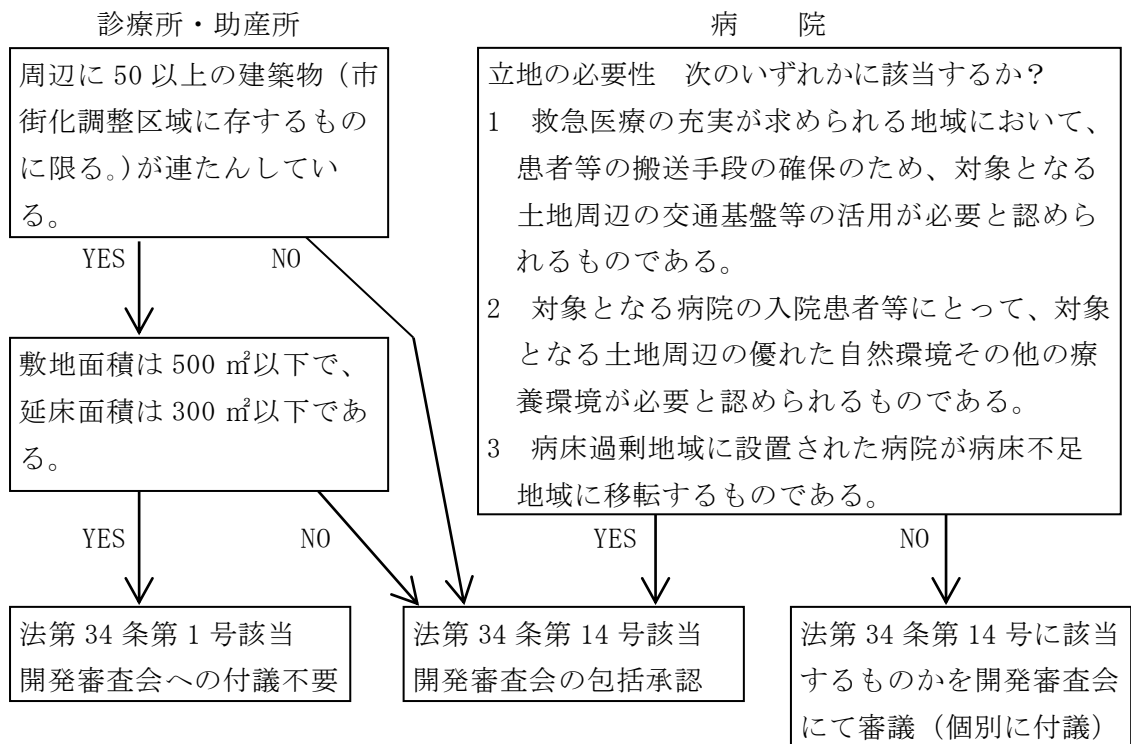 診療所・助産所
周辺に 50 以上の建築物（市
街化調整区域に存するもの
に限る。）が連たんしてい
る。
YES
NO
敷地面積は 500 ㎡以下で、
延床面積は 300 ㎡以下であ
る。
YES
NO
法第 34 条第 1 号該当
開発審査会への付議不要
病　　院
立地の必要性　次のいずれかに該当するか？
1　救急医療の充実が求められる地域において、
患者等の搬送手段の確保のため、対象となる
土地周辺の交通基盤等の活用が必要と認めら
れるものである。
2　対象となる病院の入院患者等にとって、対象
となる土地周辺の優れた自然環境その他の療
養環境が必要と認められるものである。
3　病床過剰地域に設置された病院が病床不足
地域に移転するものである。
YES
NO
法第 34 条第 14 号該当
開発審査会の包括承認
法第 34 条第 14 号に該当
するものかを開発審査会
にて審議（個別に付議）